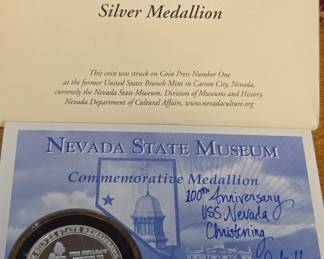 Silver Medallion
This coin was struck on Coin Press Number One
at the former United States Branch Mint in Carson City, Nevada,
currently the Nevada State Museum, Division of Museums and History,
Nevada Department of Cultural Affairs, www.nevadaculture.org
NEVADA STATE MUSEUM
Commemorative Medallion
100th Anniversary
USS Nevada
Christening